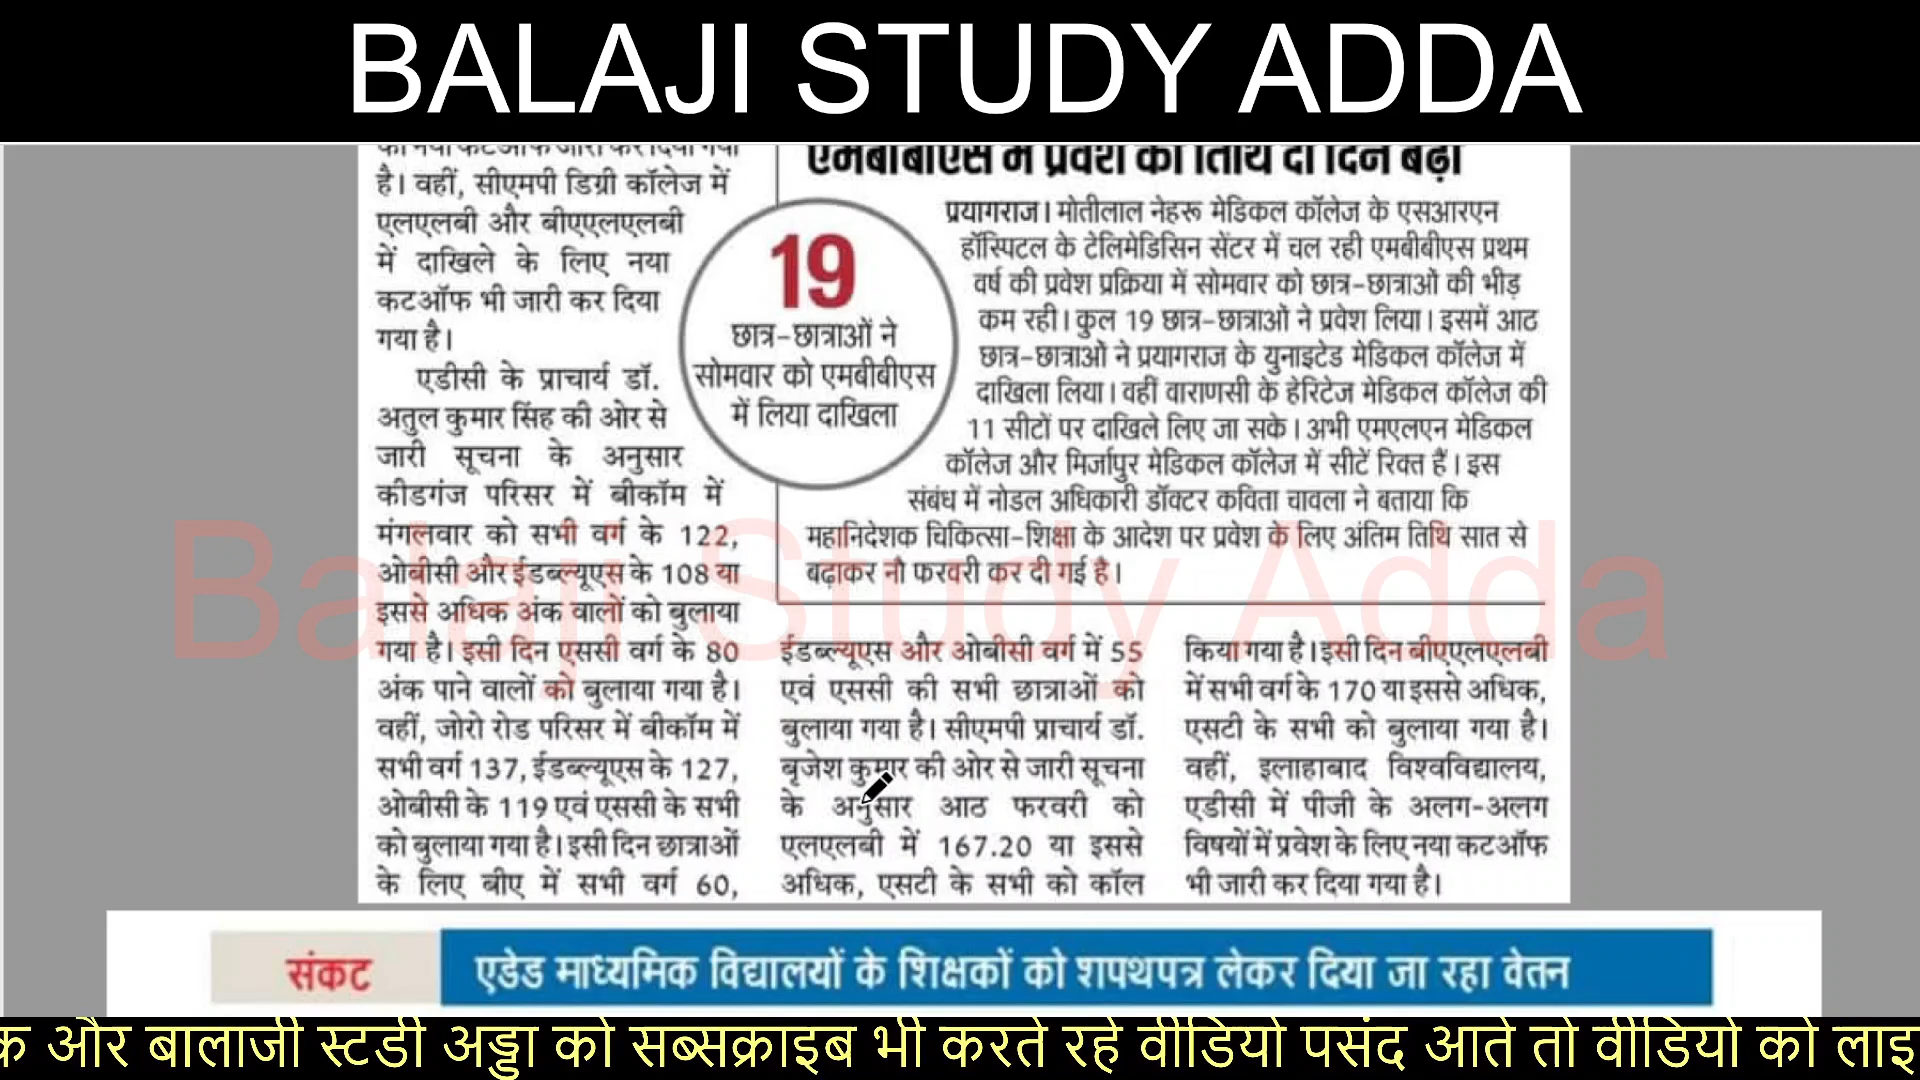 BALAJI STUDY ADDA
है। वहीं, सीएमपी डिग्री कॉलेज में
एलएलबी और बीएएलएलबी
में दाखिले के लिए नया
कटऑफ भी जारी कर दिया
गया है।
एडीसी के प्राचार्य डॉ.
अतुल कुमार सिंह की ओर से
जारी सूचना के अनुसार
कीडगंज परिसर में बीकॉम में
मंगलवार को सभी वर्ग के 122,
ओबीसी और ईडब्ल्यूएस के 108 या
इससे अधिक अंक वालों को बुलाया
गया है। इसी दिन एससी वर्ग के 80
अंक पाने वालों को बुलाया गया है।
वहीं, जोरो रोड परिसर में बीकॉम में
सभी वर्ग 137, ईडब्ल्यूएस के 127,
ओबीसी के 119 एवं एससी के सभी
को बुलाया गया है। इसी दिन छात्राओं
के लिए बीए में सभी वर्ग 60,
एमबीबीएस में प्रवेश की तिथि दो दिन बढ़ी
19
छात्र-छात्राओं ने
सोमवार को एमबीबीएस
में लिया दाखिला
प्रयागराज। मोतीलाल नेहरू मेडिकल कॉलेज के एसआरएन
हॉस्पिटल के टेलिमेडिसिन सेंटर में चल रही एमबीबीएस प्रथम
वर्ष की प्रवेश प्रक्रिया में सोमवार को छात्र-छात्राओं की भीड़
कम रही। कुल 19 छात्र-छात्राओं ने प्रवेश लिया। इसमें आठ
छात्र-छात्राओं ने प्रयागराज के युनाइटेड मेडिकल कॉलेज में
दाखिला लिया। वहीं वाराणसी के हेरिटेज मेडिकल कॉलेज की
11 सीटों पर दाखिले लिए जा सके। अभी एमएलएन मेडिकल
कॉलेज और मिर्जापुर मेडिकल कॉलेज में सीटें रिक्त हैं। इस
संबंध में नोडल अधिकारी डॉक्टर कविता चावला ने बताया कि
महानिदेशक चिकित्सा-शिक्षा के आदेश पर प्रवेश के लिए अंतिम तिथि सात से
बढ़ाकर नौ फरवरी कर दी गई है।
ईडब्ल्यूएस और ओबीसी वर्ग में 55
एवं एससी की सभी छात्राओं को
बुलाया गया है। सीएमपी प्राचार्य डॉ.
बृजेश कुमार की ओर से जारी सूचना
के अनुसार आठ फरवरी को
एलएलबी में 167.20 या इससे
अधिक, एसटी के सभी को कॉल
किया गया है। इसी दिन बीएएलएलबी
में सभी वर्ग के 170 या इससे अधिक,
एसटी के सभी को बुलाया गया है।
वहीं, इलाहाबाद विश्वविद्यालय,
एडीसी में पीजी के अलग-अलग
विषयों में प्रवेश के लिए नया कटऑफ
भी जारी कर दिया गया है।
Balaji Study Adda
संकट
एडेड माध्यमिक विद्यालयों के शिक्षकों को शपथपत्र लेकर दिया जा रहा वेतन
और बालाजी स्टडी अड्डा को सब्सक्राइब भी करते रहे वीडियो पसंद आते तो वीडियो को